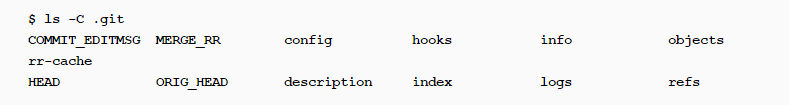 $ ls -C .git
COMMIT_EDITMSG  MERGE_RR        config          hooks           info            objects
rr-cache
HEAD            ORIG_HEAD       description     index           logs            refs